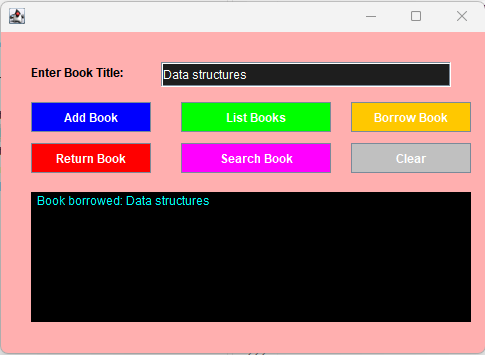 Enter Book Title: Data structures
Add Book List Books Borrow Book
Return Book Search Book Clear
Book borrowed: Data structures